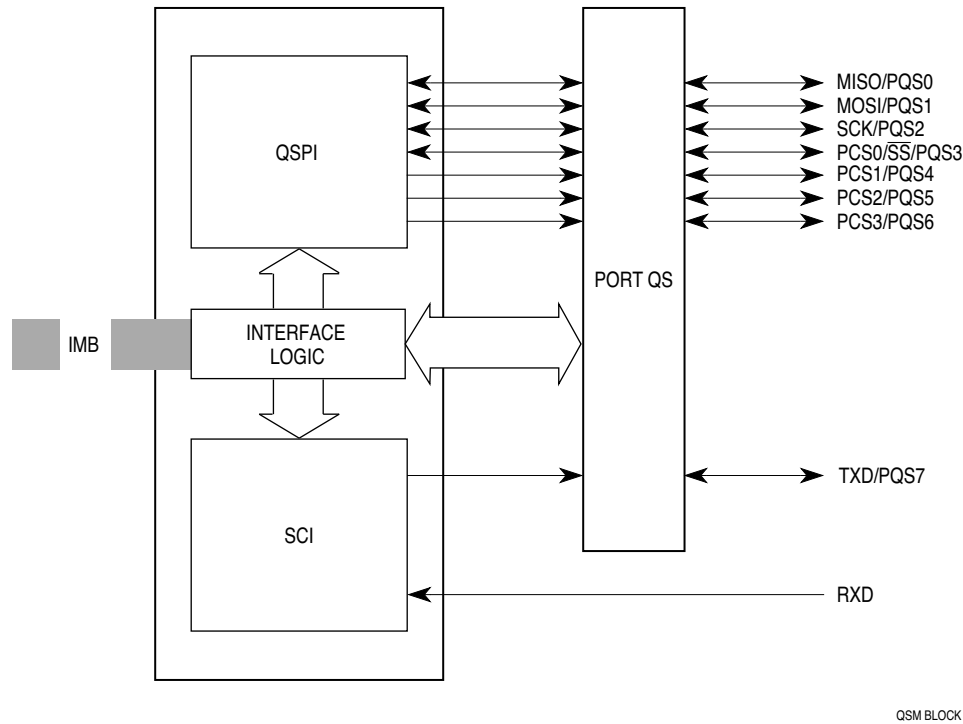 MISO/PQS0
MOSI/PQS1
SCK/PQS2
QSPI
PCS0/S̅S̅/PQS3
PCS1/PQS4
PCS2/PQS5
PCS3/PQS6
PORT QS
IMB
INTERFACE
LOGIC
TXD/PQS7
SCI
RXD
QSM BLOCK